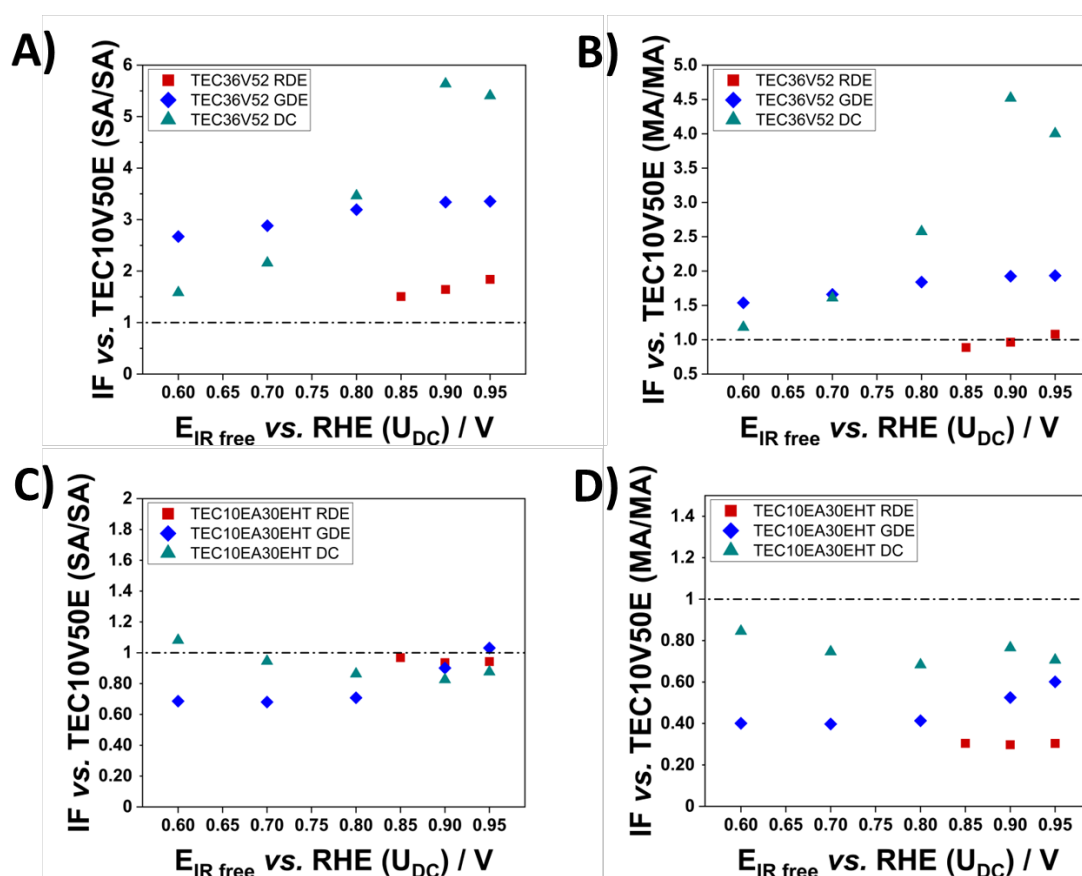 A)
IF vs. TEC10V50E (SA/SA)
6
5
4
3
2
1
0
TEC36V52 RDE
TEC36V52 GDE
TEC36V52 DC
0.60 0.65 0.70 0.75 0.80 0.85 0.90 0.95
E_IR free vs. RHE (U_DC) / V
B)
IF vs. TEC10V50E (MA/MA)
5.0
4.5
4.0
3.5
3.0
2.5
2.0
1.5
1.0
0.5
TEC36V52 RDE
TEC36V52 GDE
TEC36V52 DC
0.60 0.65 0.70 0.75 0.80 0.85 0.90 0.95
E_IR free vs. RHE (U_DC) / V
C)
IF vs. TEC10V50E (SA/SA)
2
1.8
1.6
1.4
1.2
1
0.80
0.60
0.40
0.20
0
TEC10EA30EHT RDE
TEC10EA30EHT GDE
TEC10EA30EHT DC
0.60 0.65 0.70 0.75 0.80 0.85 0.90 0.95
E_IR free vs. RHE (U_DC) / V
D)
IF vs. TEC10V50E (MA/MA)
1.4
1.2
1
0.80
0.60
0.40
0.20
0
TEC10EA30EHT RDE
TEC10EA30EHT GDE
TEC10EA30EHT DC
0.60 0.65 0.70 0.75 0.80 0.85 0.90 0.95
E_IR free vs. RHE (U_DC) / V